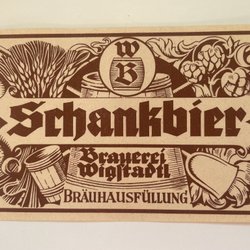 WB
Schankbier
Brauerei
Wigstadtl
BRÄUHAUSFÜLLUNG